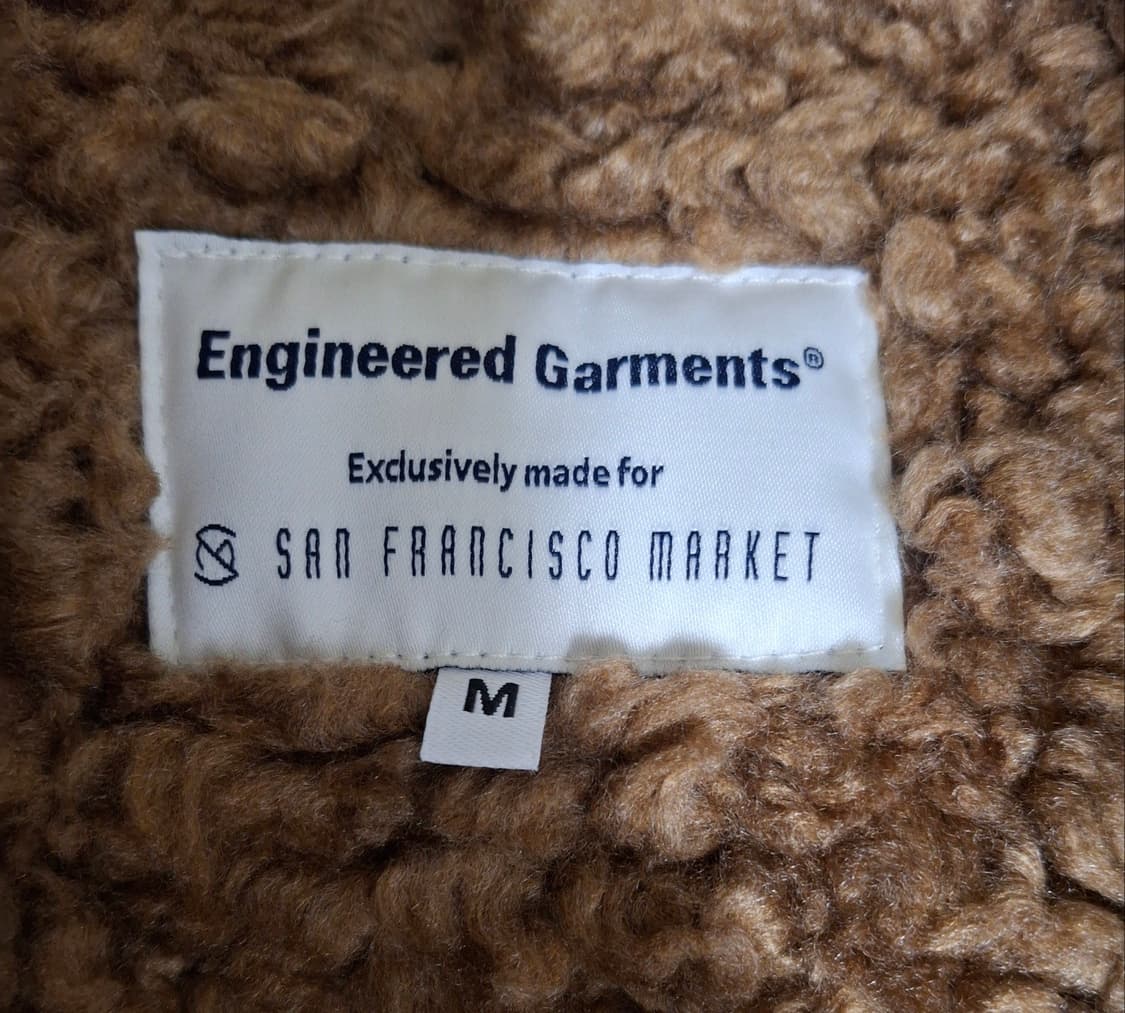 Engineered Garments®
Exclusively made for
SAN FRANCISCO MARKET
M